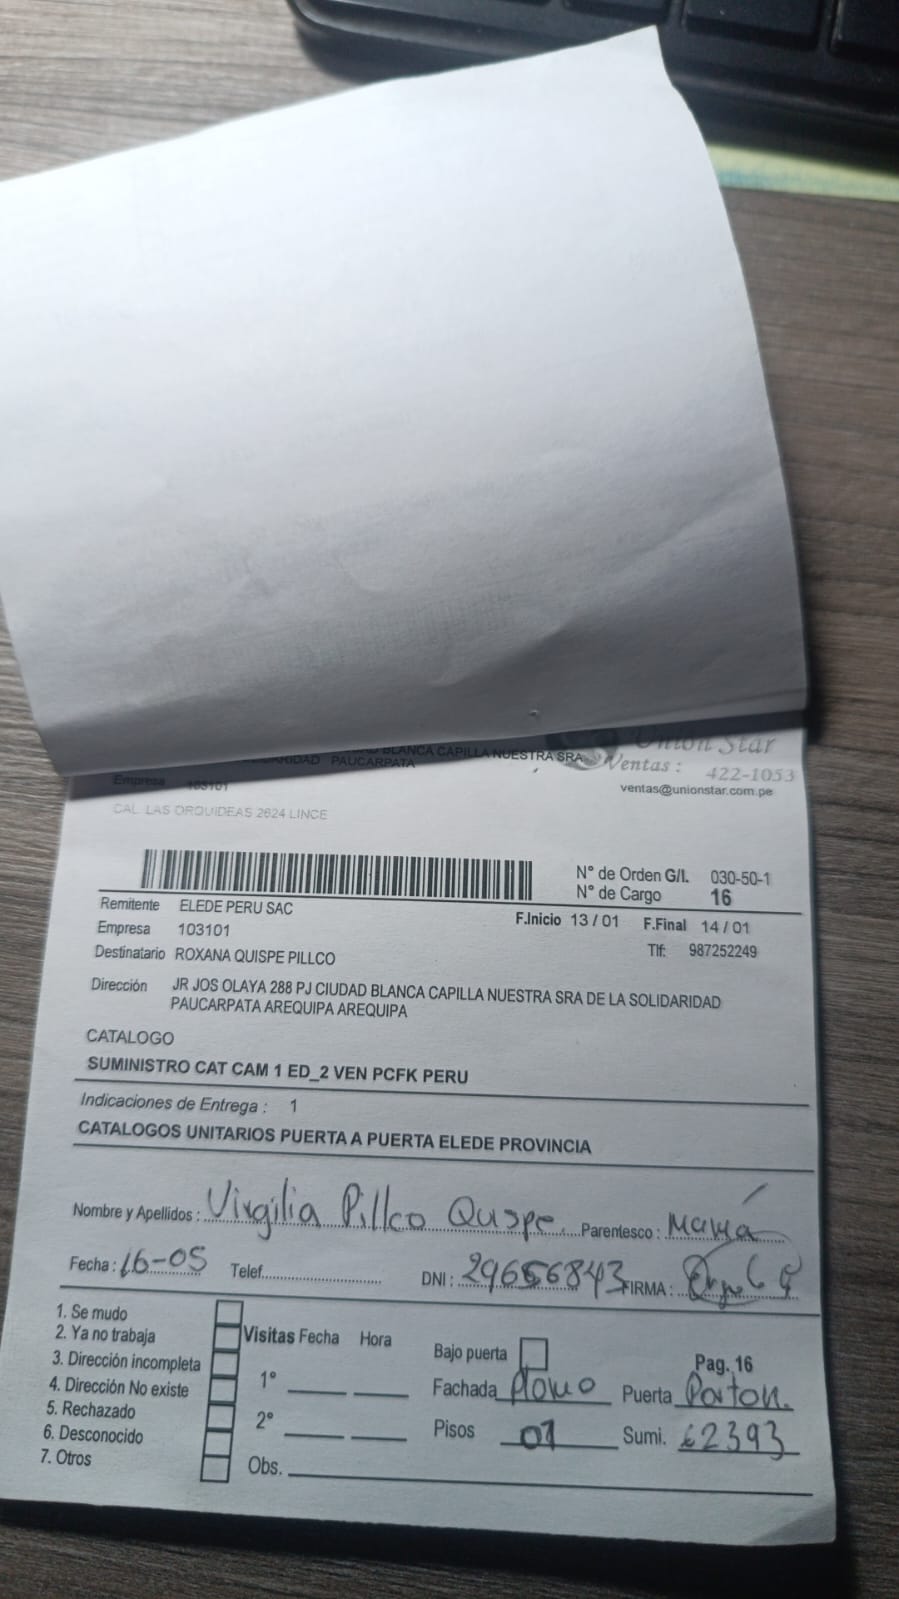 BLANCA CAPILLA NUESTRA SRA
PAUCARPATA
Union Star
Ventas : 422-1053
ventas@unionstar.com.pe
Empresa 103101
CAL. LAS ORQUIDEAS 2624 LINCE
N° de Orden G/I. 030-50-1
N° de Cargo 16
Remitente ELEDE PERU SAC
F.Inicio 13 / 01 F.Final 14 / 01
Empresa 103101
Tlf: 987252249
Destinatario ROXANA QUISPE PILLCO
Dirección JR JOS OLAYA 288 PJ CIUDAD BLANCA CAPILLA NUESTRA SRA DE LA SOLIDARIDAD
PAUCARPATA AREQUIPA AREQUIPA
CATALOGO
SUMINISTRO CAT CAM 1 ED_2 VEN PCFK PERU
Indicaciones de Entrega : 1
CATALOGOS UNITARIOS PUERTA A PUERTA ELEDE PROVINCIA
Nombre y Apellidos : Virgilia Pillco Quspe. Parentesco : Mamá
Fecha : 16-05 Telef. DNI : 29656843 FIRMA :
1. Se mudo
2. Ya no trabaja
3. Dirección incompleta
4. Dirección No existe
5. Rechazado
6. Desconocido
7. Otros
Visitas Fecha Hora
1°
2°
Obs.
Bajo puerta
Pag. 16
Fachada Plomo Puerta Porton.
Pisos 01 Sumi. 62393